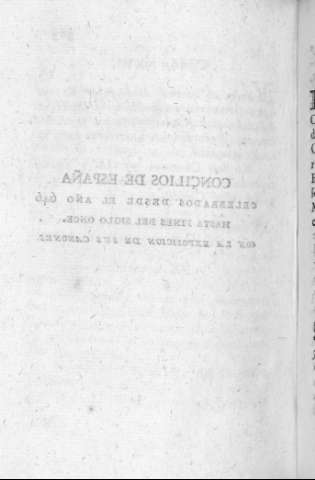 CONCILIOS DE ESPAÑA
CELEBRADOS DESDE EL AÑO 646
HASTA FINES DEL SIGLO ONCE.
CON LA EXPOSICION DE SUS CANONES